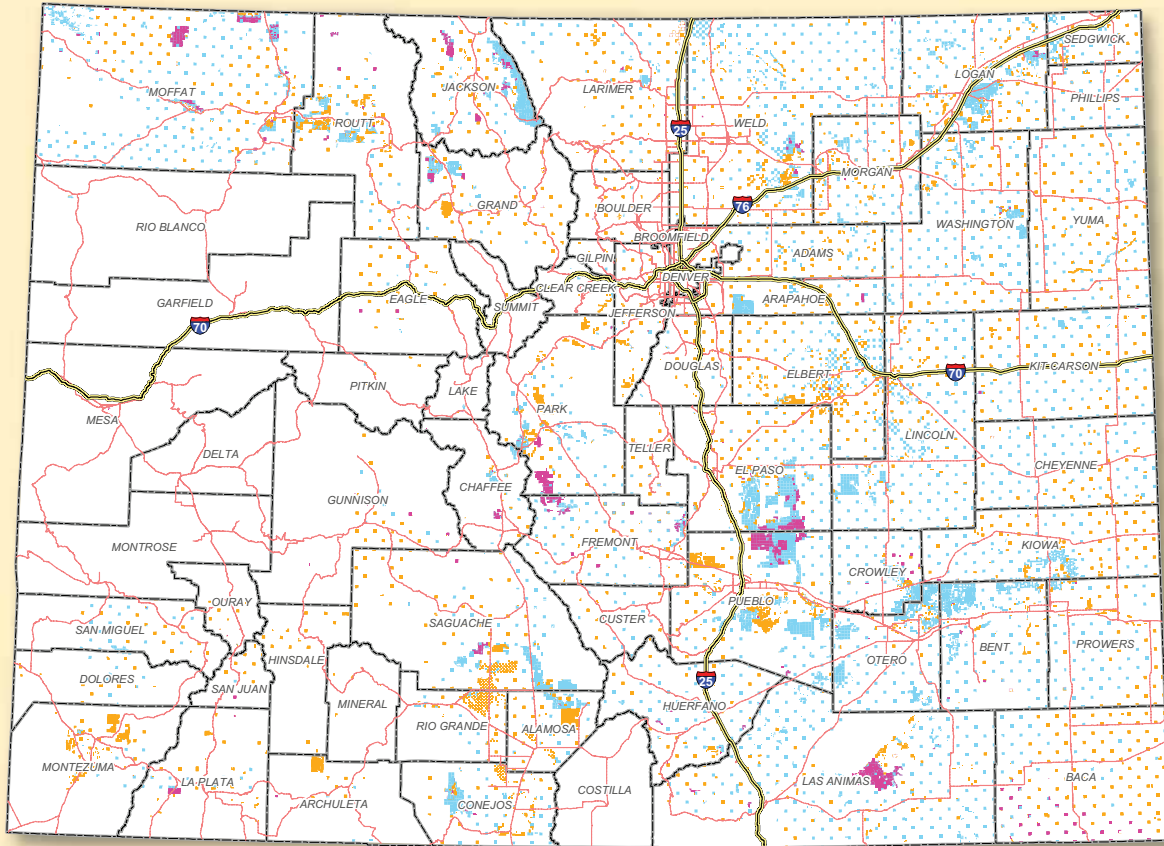 SEDGWICK
LOGAN
JACKSON
LARIMER
MOFFAT
PHILLIPS
ROUTT
WELD
25
MORGAN
GRAND
BOULDER
76
RIO BLANCO
WASHINGTON
YUMA
BROOMFIELD
GILPIN
ADAMS
DENVER
CLEAR CREEK
GARFIELD
EAGLE
SUMMIT
ARAPAHOE
JEFFERSON
70
DOUGLAS
KIT CARSON
ELBERT
70
PITKIN
LAKE
PARK
MESA
LINCOLN
DELTA
TELLER
CHEYENNE
EL PASO
CHAFFEE
GUNNISON
MONTROSE
FREMONT
KIOWA
CROWLEY
OURAY
PUEBLO
SAN MIGUEL
SAGUACHE
CUSTER
BENT
PROWERS
HINSDALE
OTERO
DOLORES
25
SAN JUAN
MINERAL
HUERFANO
RIO GRANDE
ALAMOSA
MONTEZUMA
LA PLATA
LAS ANIMAS
BACA
COSTILLA
ARCHULETA
CONEJOS